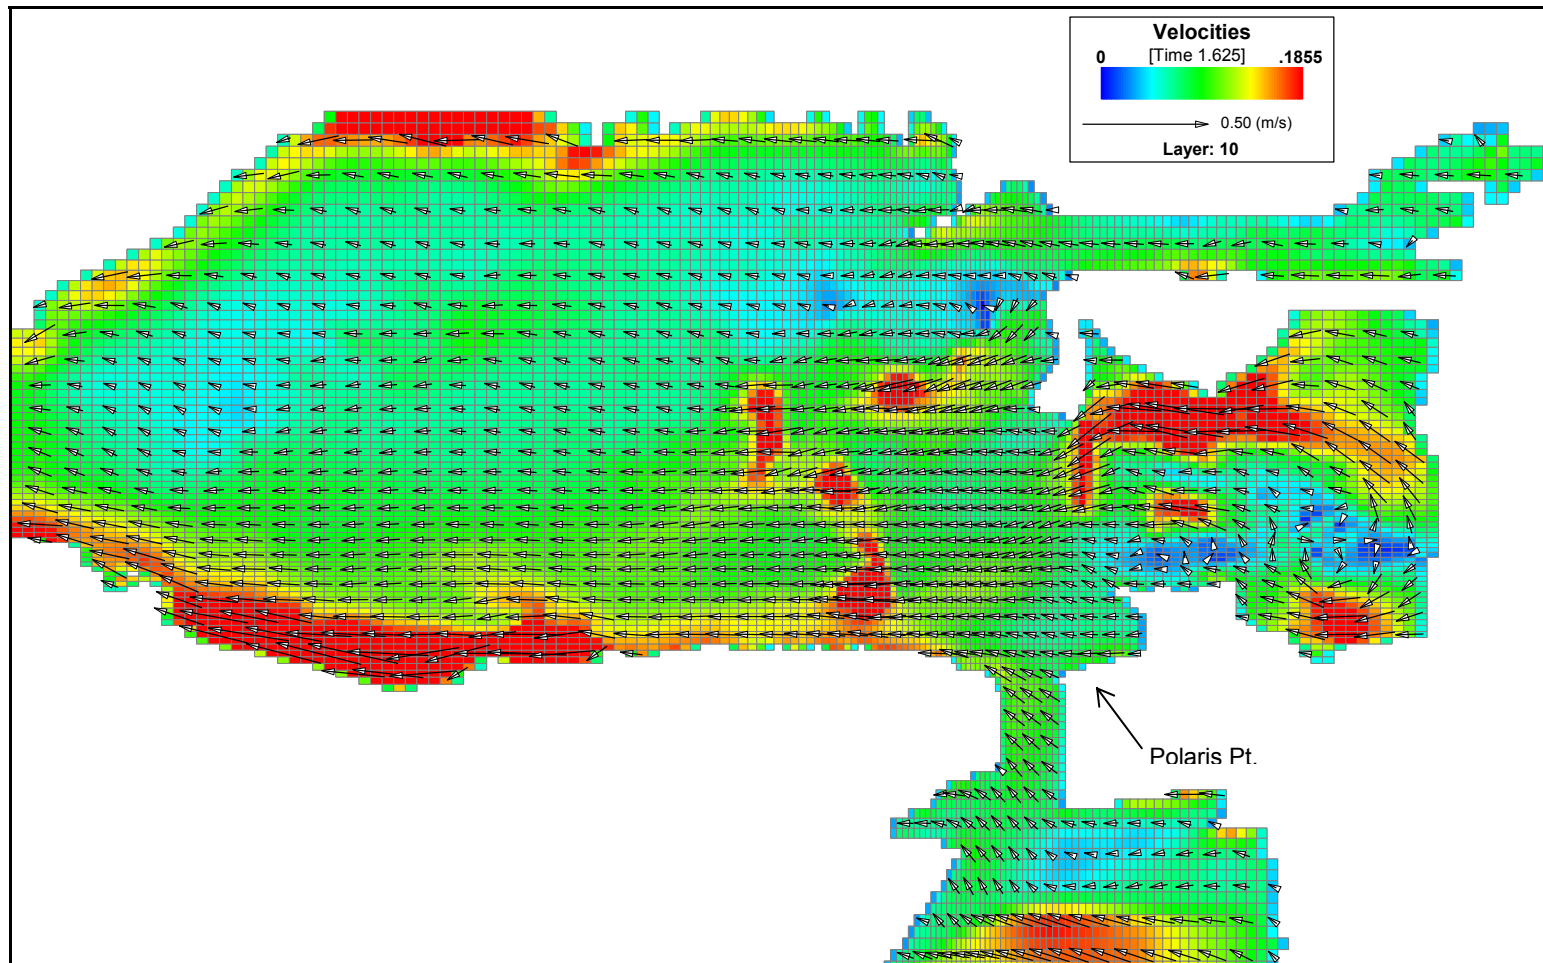 Velocities
0 [Time 1.625] .1855
0.50 (m/s)
Layer: 10
Polaris Pt.